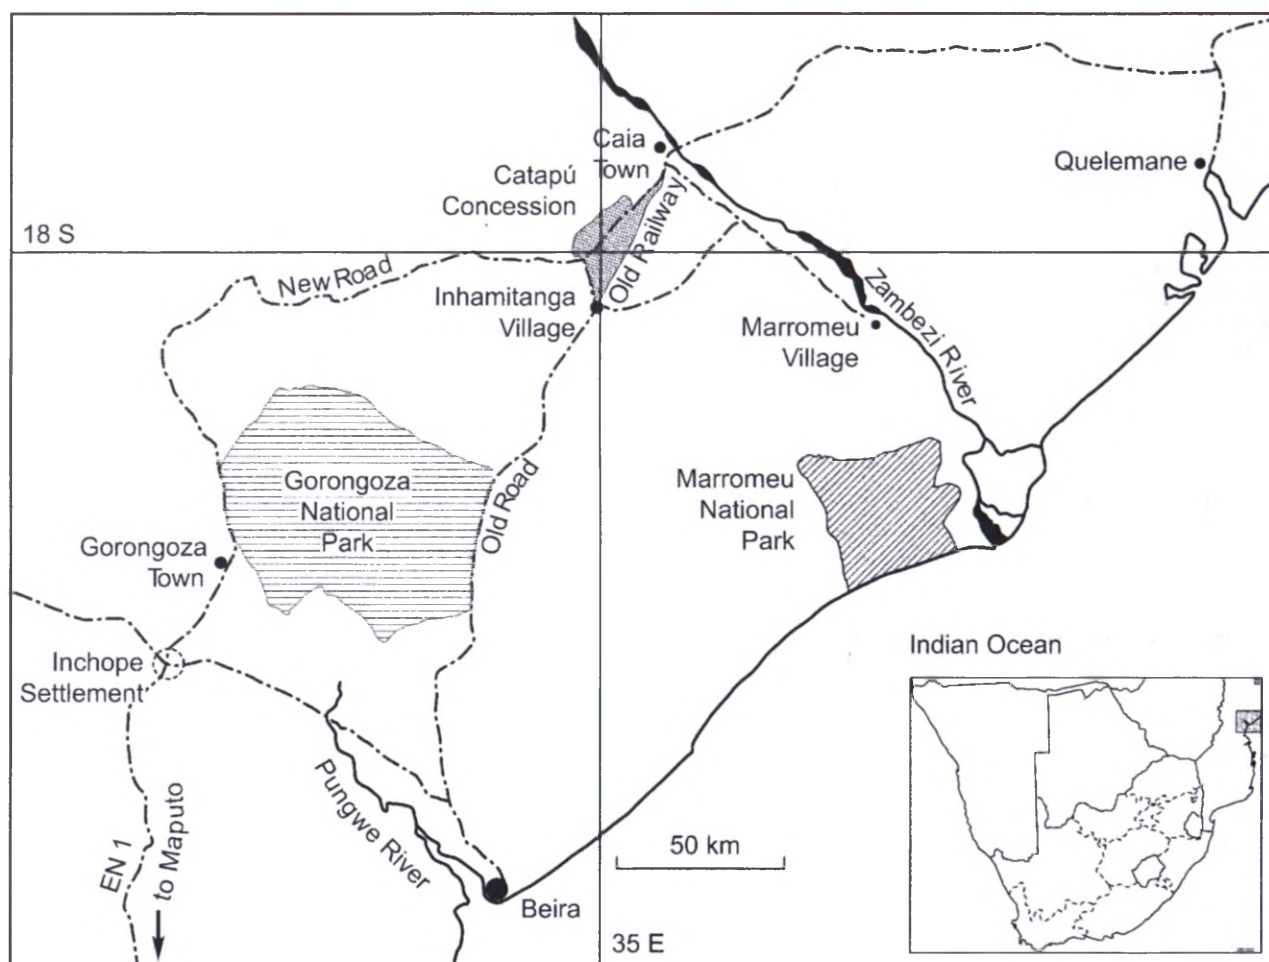 Caia
Town
Catapú
Concession
Quelemane
18 S
New Road
Old Railway
Inhamitanga
Village
Zambezi River
Marromeu
Village
Gorongoza
National
Park
Old Road
Marromeu
National
Park
Gorongoza
Town
Indian Ocean
Inchope
Settlement
Pungwe River
50 km
EN 1
to Maputo
Beira
35 E